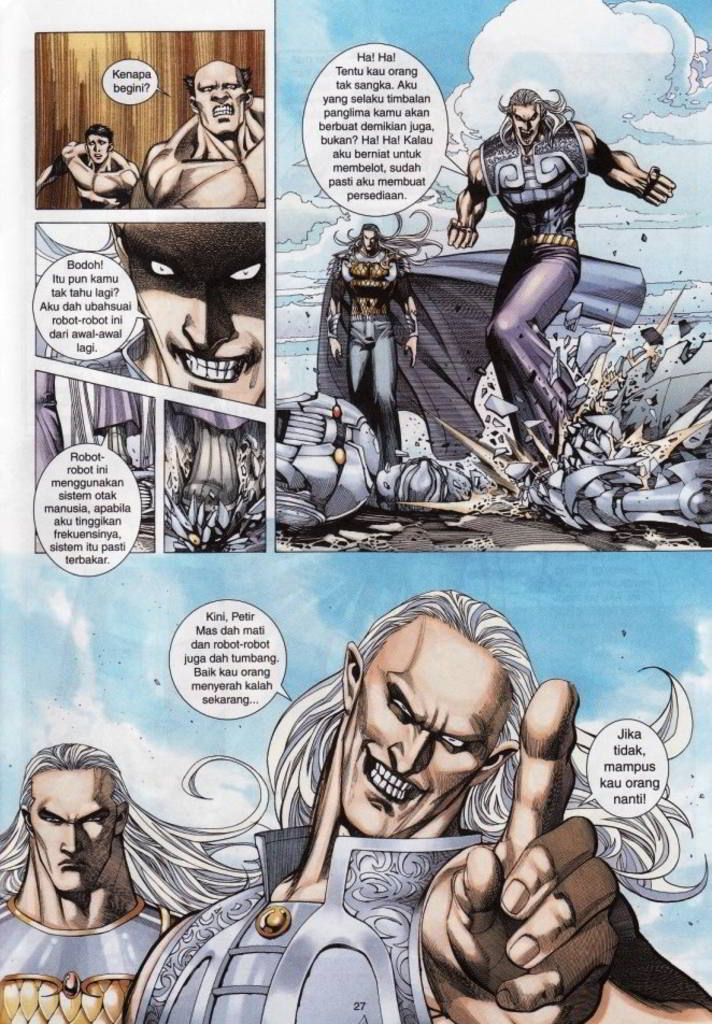 Kenapa
begini?
Ha! Ha!
Tentu kau orang
tak sangka. Aku
yang selaku timbalan
panglima kamu akan
berbuat demikian juga,
bukan? Ha! Ha! Kalau
aku berniat untuk
membelot, sudah
pasti aku membuat
persediaan.
Bodoh!
Itu pun kamu
tak tahu lagi?
Aku dah ubahsuai
robot-robot ini
dari awal-awal
lagi.
Robot-
robot ini
menggunakan
sistem otak
manusia, apabila
aku tinggikan
frekuensinya,
sistem itu pasti
terbakar.
Kini, Petir
Mas dah mati
dan robot-robot
juga dah tumbang.
Baik kau orang
menyerah kalah
sekarang...
Jika
tidak,
mampus
kau orang
nanti!
27